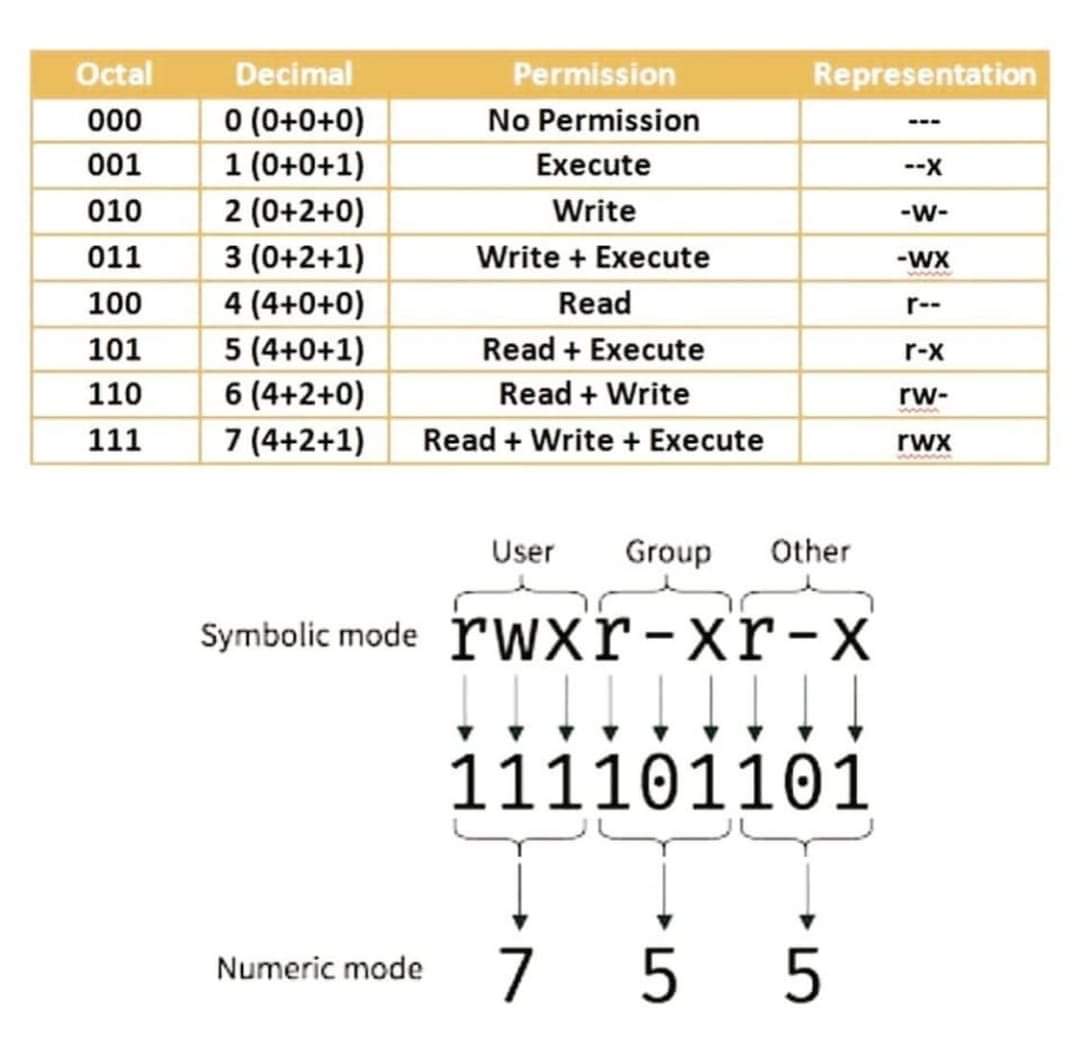 Octal Decimal Permission Representation
000 0 (0+0+0) No Permission ---
001 1 (0+0+1) Execute --x
010 2 (0+2+0) Write -w-
011 3 (0+2+1) Write + Execute -wx
100 4 (4+0+0) Read r--
101 5 (4+0+1) Read + Execute r-x
110 6 (4+2+0) Read + Write rw-
111 7 (4+2+1) Read + Write + Execute rwx
User Group Other
Symbolic mode rwxr-xr-x
111101101
Numeric mode 7 5 5